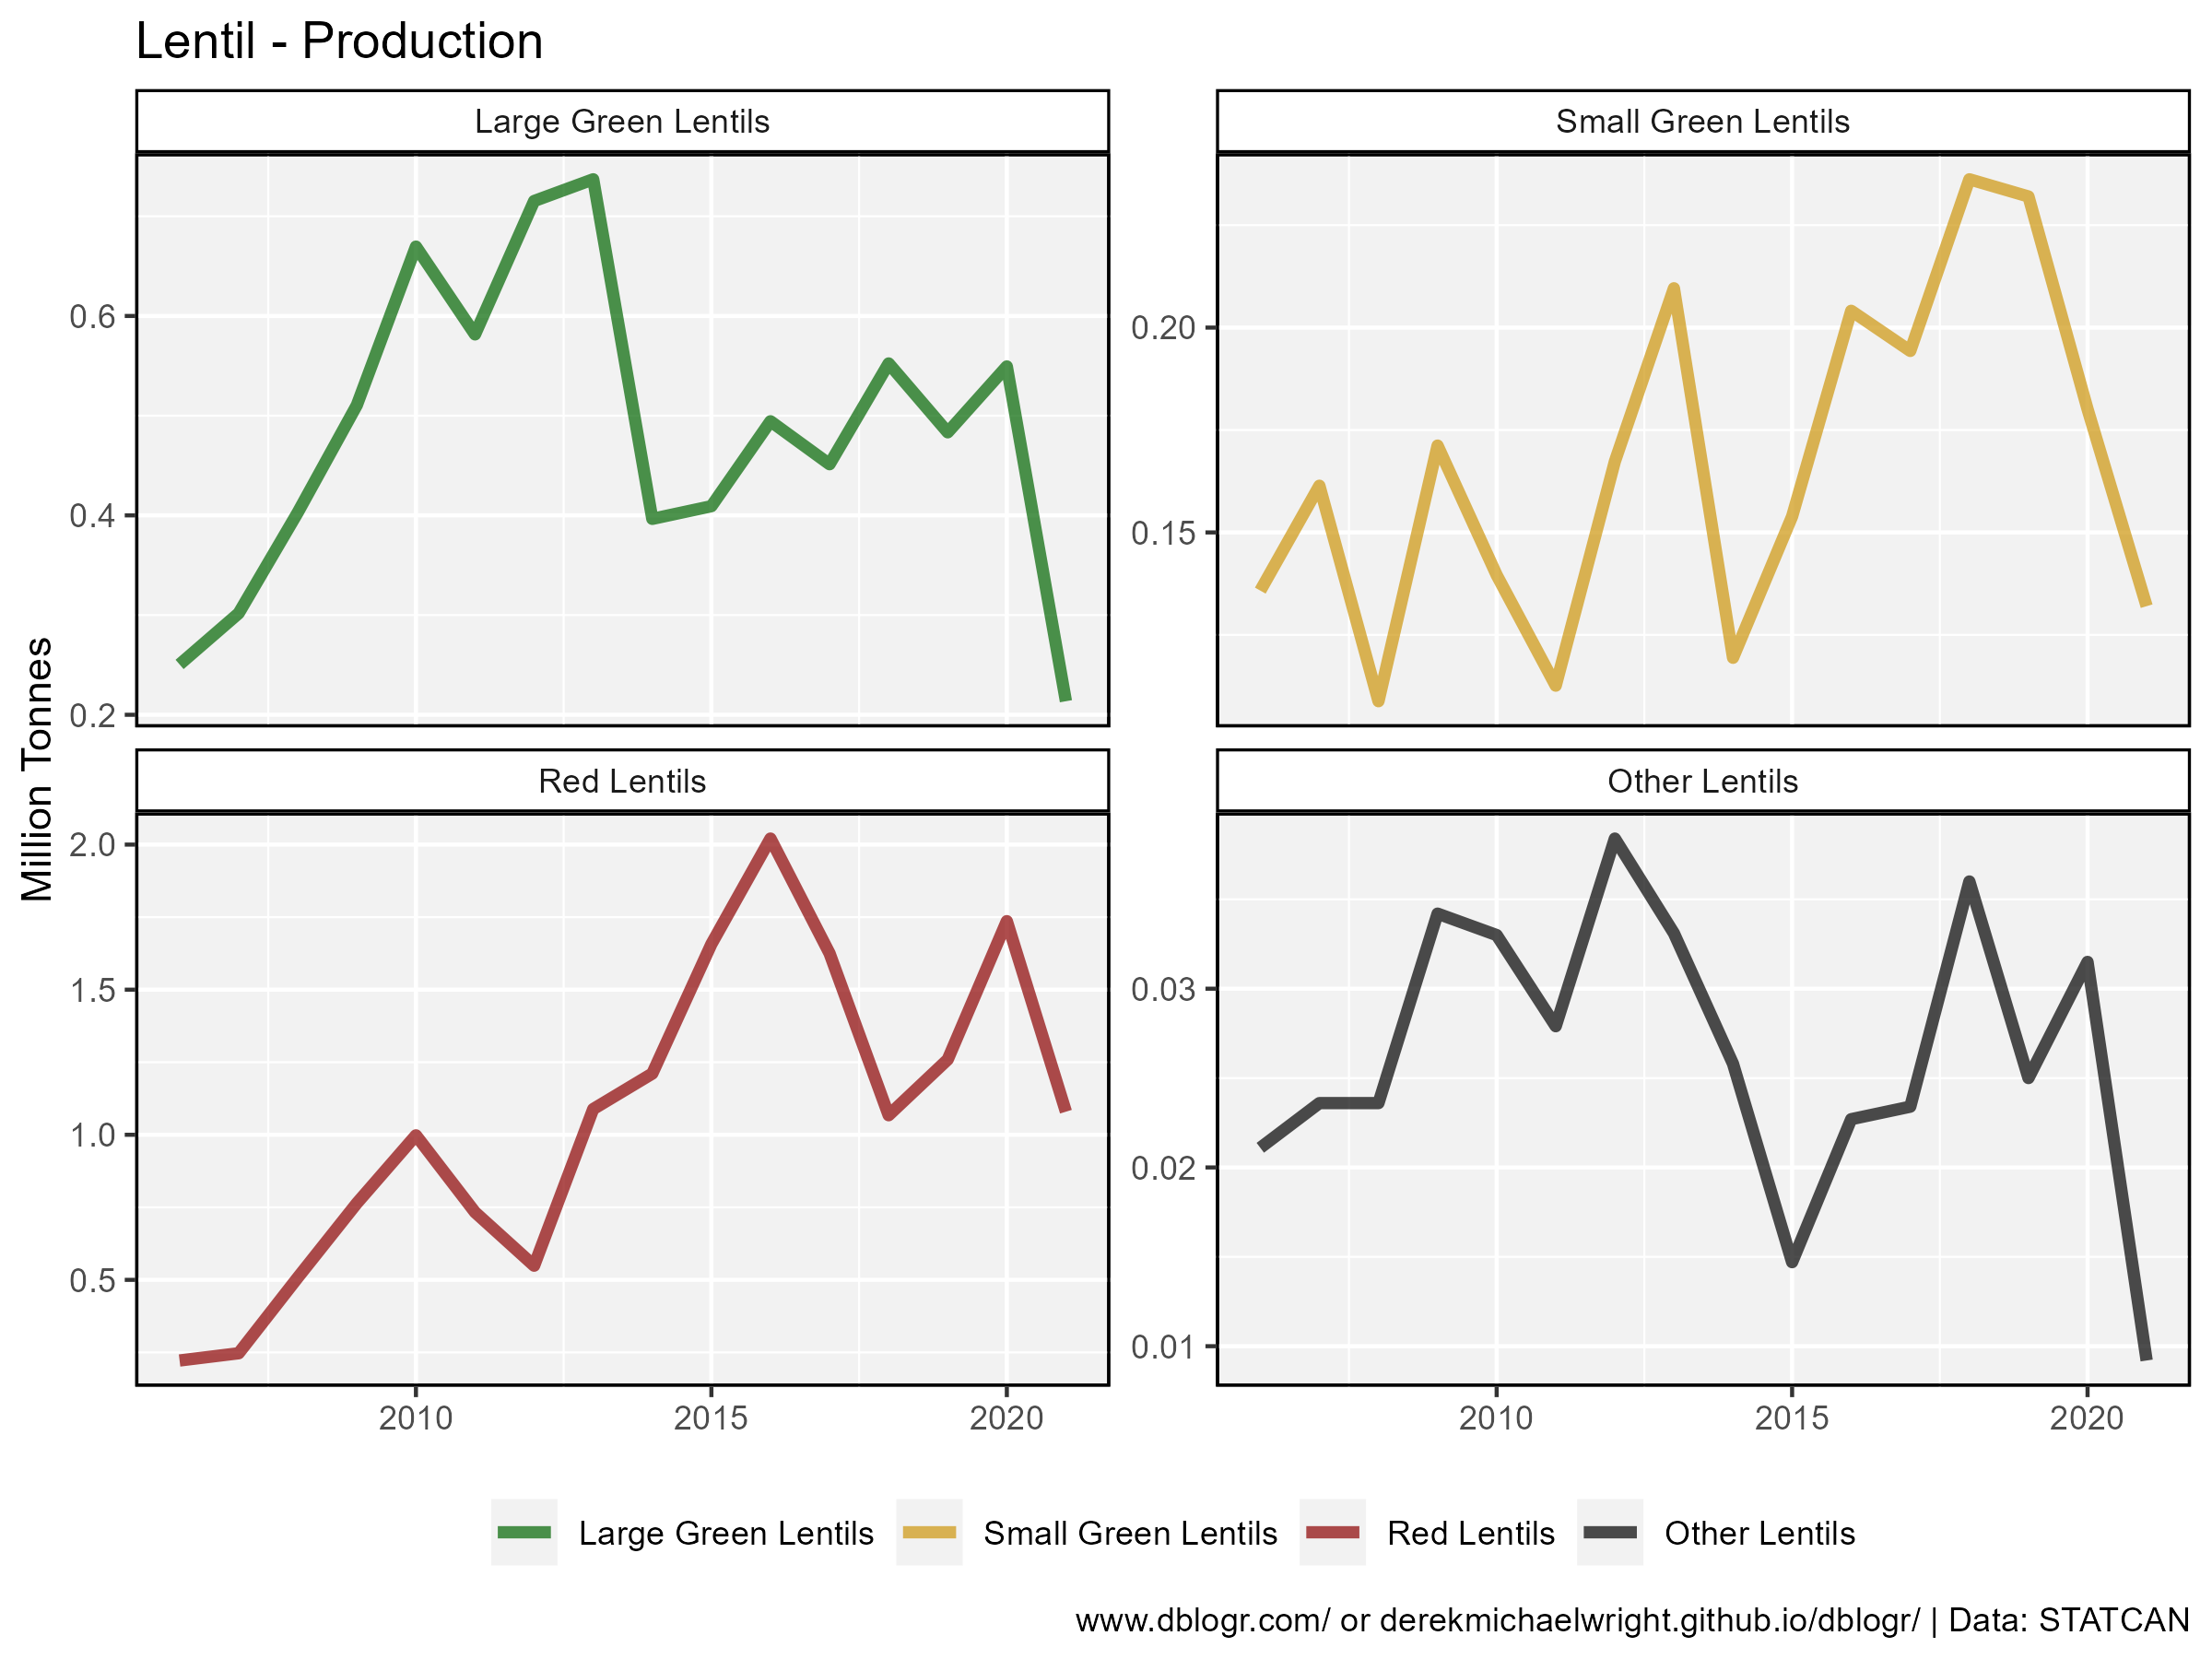 Lentil - Production
Large Green Lentils
Small Green Lentils
0.6
0.4
0.2
0.20
0.15
Million Tonnes
Red Lentils
Other Lentils
2.0
1.5
1.0
0.5
0.03
0.02
0.01
2010 2015 2020
2010 2015 2020
Large Green Lentils Small Green Lentils Red Lentils Other Lentils
www.dblogr.com/ or derekmichaelwright.github.io/dblogr/ | Data: STATCAN